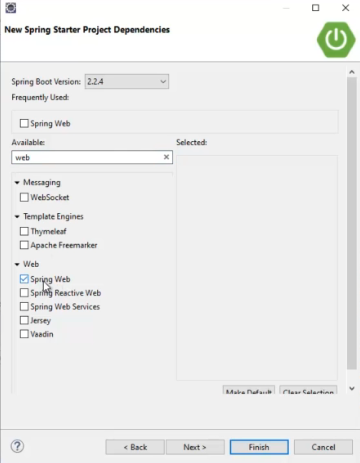 New Spring Starter Project Dependencies
Spring Boot Version: 2.2.4
Frequently Used:
Spring Web
Available: Selected:
web
Messaging
WebSocket
Template Engines
Thymeleaf
Apache Freemarker
Web
Spring Web
Spring Reactive Web
Spring Web Services
Jersey
Vaadin
Make Default Clear Selection
< Back Next > Finish Cancel